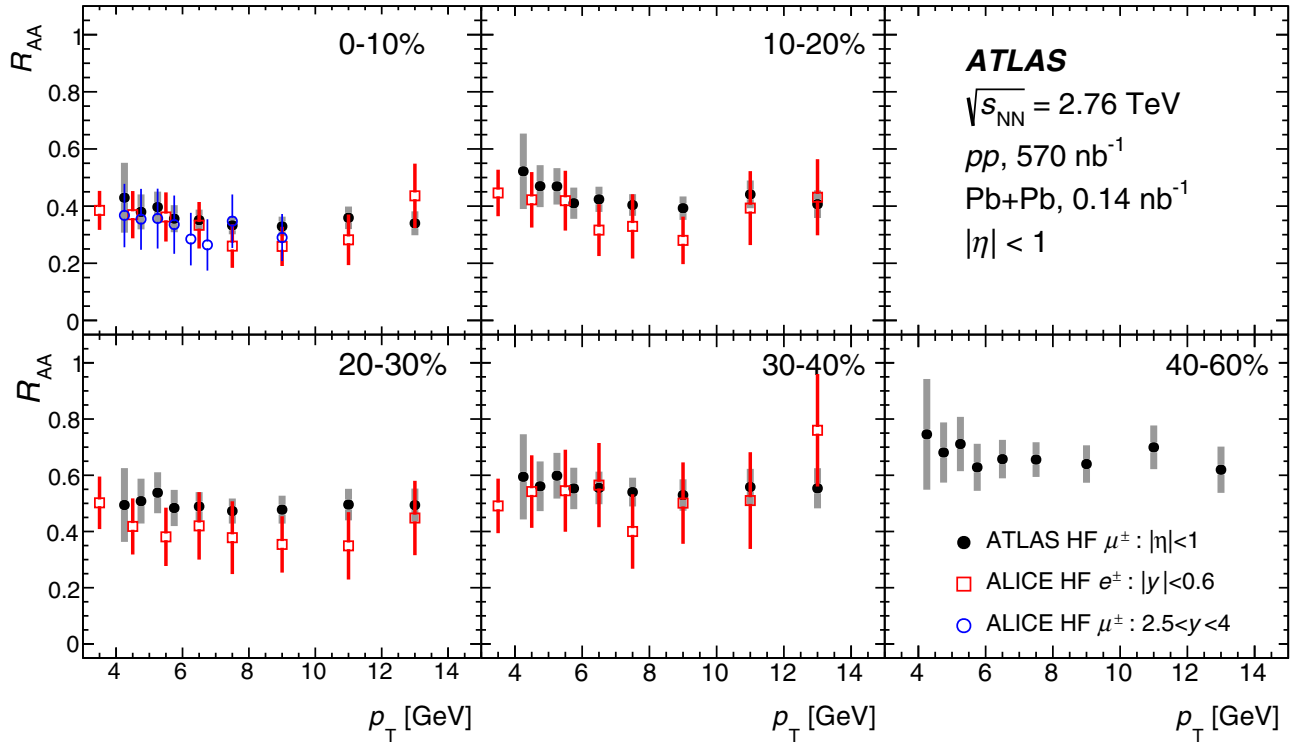 R_AA
1
0.8
0.6
0.4
0.2
0
0-10%
10-20%
ATLAS
√s_NN = 2.76 TeV
pp, 570 nb⁻¹
Pb+Pb, 0.14 nb⁻¹
|η| < 1
R_AA
1
0.8
0.6
0.4
0.2
0
20-30%
30-40%
40-60%
ATLAS HF μ± : |η|<1
ALICE HF e± : |y|<0.6
ALICE HF μ± : 2.5<y<4
4 6 8 10 12 14
4 6 8 10 12 14
4 6 8 10 12 14
p_T [GeV]
p_T [GeV]
p_T [GeV]